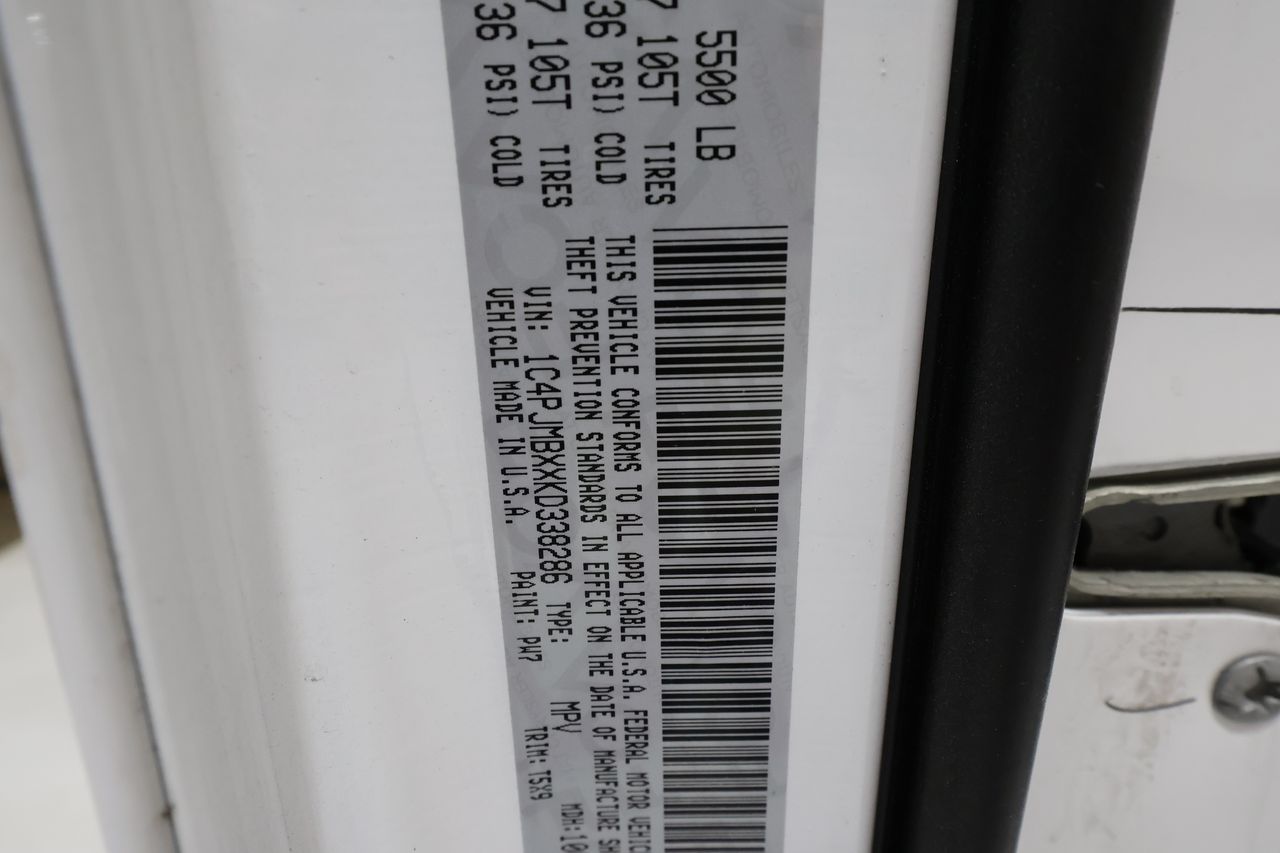 5500 LB
7 105T TIRES
36 PSI) COLD
7 105T TIRES
36 PSI) COLD
THIS VEHICLE CONFORMS TO ALL APPLICABLE U.S.A. FEDERAL MOTOR VEHIC
THEFT PREVENTION STANDARDS IN EFFECT ON THE DATE OF MANUFACTURE SH
VIN: 1C4PJMBXXKD338286 TYPE: MPV MDH: 10
VEHICLE MADE IN U.S.A. PAINT: PW7 TRIM: T5X9